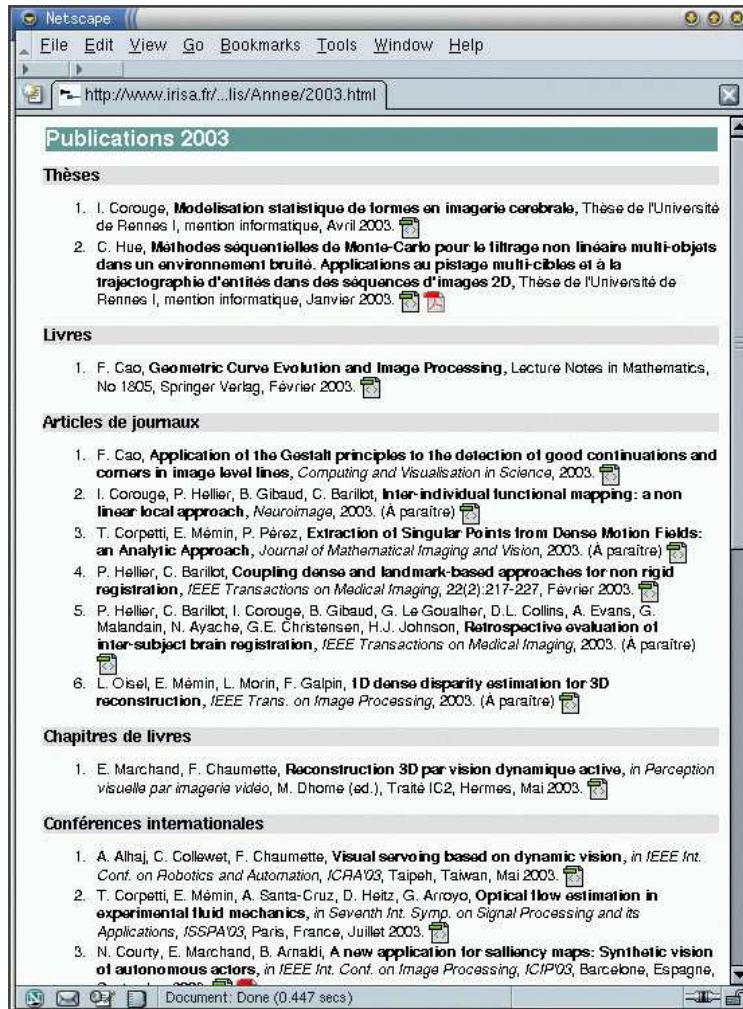 Netscape
File Edit View Go Bookmarks Tools Window Help
http://www.irisa.fr/...lis/Annee/2003.html
Publications 2003
Thèses
1. I. Corouge, Modélisation statistique de formes en imagerie cerebrale, Thèse de l'Université
de Rennes I, mention informatique, Avril 2003.
2. C. Hue, Méthodes séquentielles de Monte-Carlo pour le filtrage non linéaire multi-objets
dans un environnement bruité. Applications au pistage multi-cibles et à la
trajectographie d'entités dans des séquences d'images 2D, Thèse de l'Université de
Rennes I, mention informatique, Janvier 2003.
Livres
1. F. Cao, Geometric Curve Evolution and Image Processing, Lecture Notes in Mathematics,
No 1805, Springer Verlag, Février 2003.
Articles de journaux
1. F. Cao, Application of the Gestalt principles to the detection of good continuations and
corners in image level lines, Computing and Visualisation in Science, 2003.
2. I. Corouge, P. Hellier, B. Gibaud, C. Barillot, Inter-individual functional mapping: a non
linear local approach, Neuroimage, 2003. (À paraître)
3. T. Corpetti, E. Mémin, P. Pérez, Extraction of Singular Points from Dense Motion Fields:
an Analytic Approach, Journal of Mathematical Imaging and Vision, 2003. (À paraître)
4. P. Hellier, C. Barillot, Coupling dense and landmark-based approaches for non rigid
registration, IEEE Transactions on Medical Imaging, 22(2):217-227, Février 2003.
5. P. Hellier, C. Barillot, I. Corouge, B. Gibaud, G. Le Goualher, D.L. Collins, A. Evans, G.
Malandain, N. Ayache, G.E. Christensen, H.J. Johnson, Retrospective evaluation of
inter-subject brain registration, IEEE Transactions on Medical Imaging, 2003. (À paraître)
6. L. Oisel, E. Mémin, L. Morin, F. Galpin, 1D dense disparity estimation for 3D
reconstruction, IEEE Trans. on Image Processing, 2003. (À paraître)
Chapitres de livres
1. E. Marchand, F. Chaumette, Reconstruction 3D par vision dynamique active, in Perception
visuelle par imagerie vidéo, M. Dhome (ed.), Traité IC2, Hermes, Mai 2003.
Conférences internationales
1. A. Alhaj, C. Collewet, F. Chaumette, Visual servoing based on dynamic vision, in IEEE Int.
Conf. on Robotics and Automation, ICRA'03, Taipeh, Taiwan, Mai 2003.
2. T. Corpetti, E. Mémin, A. Santa-Cruz, D. Heitz, G. Arroyo, Optical flow estimation in
experimental fluid mechanics, in Seventh Int. Symp. on Signal Processing and its
Applications, ISSPA'03, Paris, France, Juillet 2003.
3. N. Courty, E. Marchand, B. Arnaldi, A new application for salliency maps: Synthetic vision
of autonomous actors, in IEEE Int. Conf. on Image Processing, ICIP'03, Barcelone, Espagne,
Document: Done (0.447 secs)